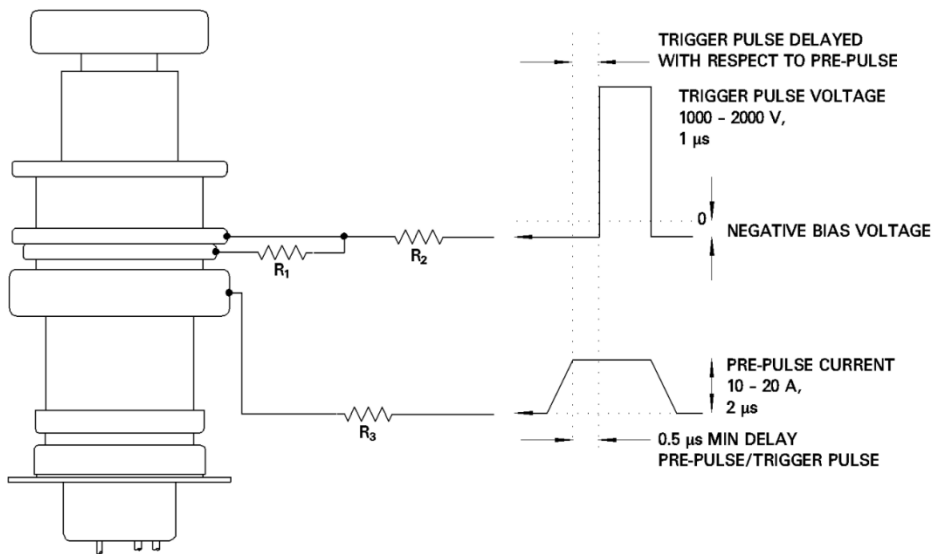 TRIGGER PULSE DELAYED
WITH RESPECT TO PRE-PULSE
TRIGGER PULSE VOLTAGE
1000 – 2000 V,
1 μs
0
NEGATIVE BIAS VOLTAGE
R₁
R₂
PRE-PULSE CURRENT
10 – 20 A,
2 μs
R₃
0.5 μs MIN DELAY
PRE-PULSE/TRIGGER PULSE